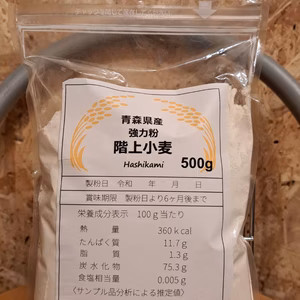 青森県産
強力粉
階上小麦
Hashikami
500g
製粉日 令和 年 月 日
賞味期限 製粉日より6ヶ月後まで
栄養成分表示 100g当たり
熱量 360kcal
たんぱく質 11.7g
脂質 1.3g
炭水化物 75.3g
食塩相当量 0.005g
(サンプル品分析による推定値)